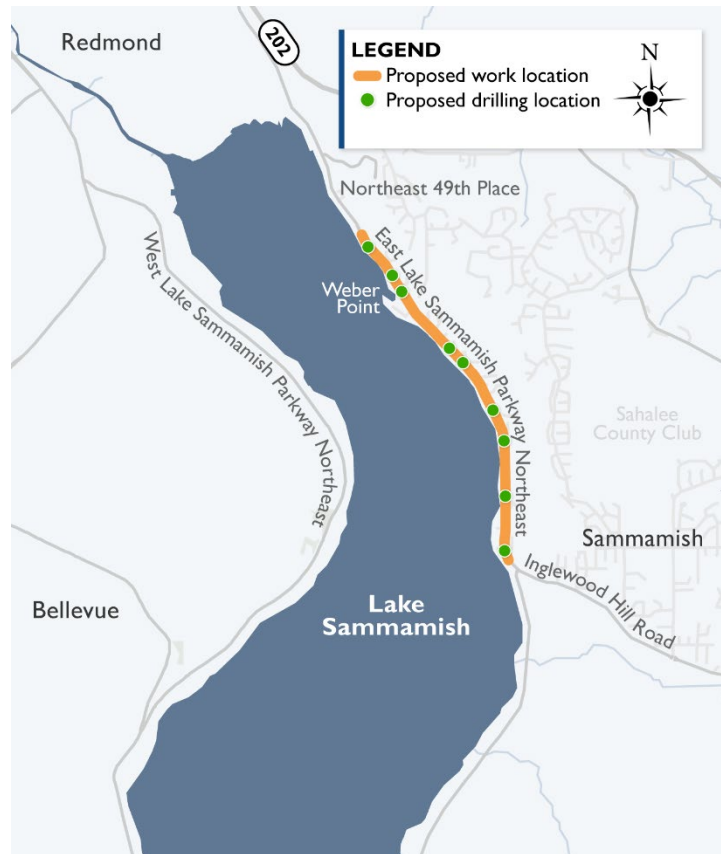 Redmond
202
LEGEND
Proposed work location
Proposed drilling location
N
Northeast 49th Place
East Lake Sammamish Parkway Northeast
West Lake Sammamish Parkway Northeast
Weber
Point
Sahalee
County Club
Sammamish
Inglewood Hill Road
Bellevue
Lake
Sammamish